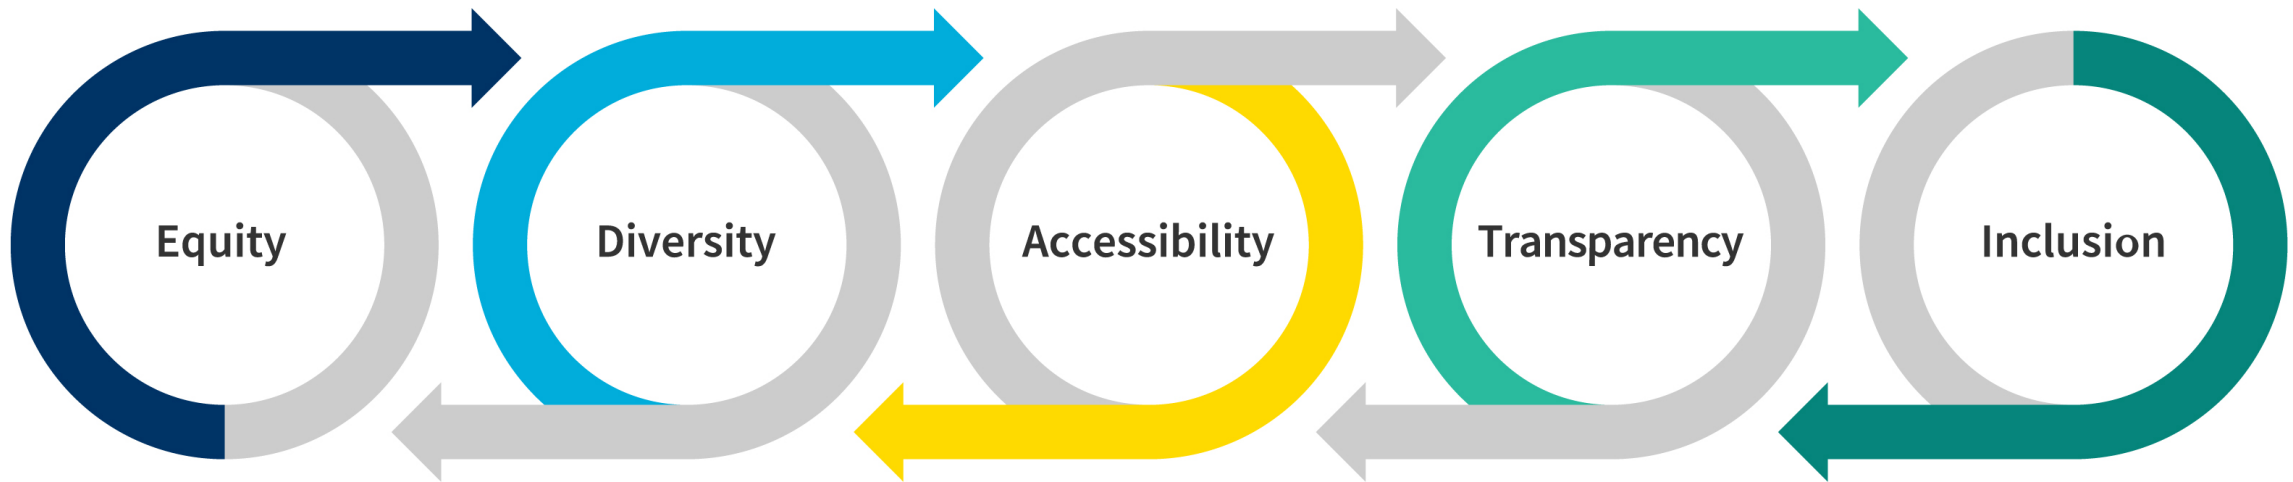 Equity
Diversity
Accessibility
Transparency
Inclusion